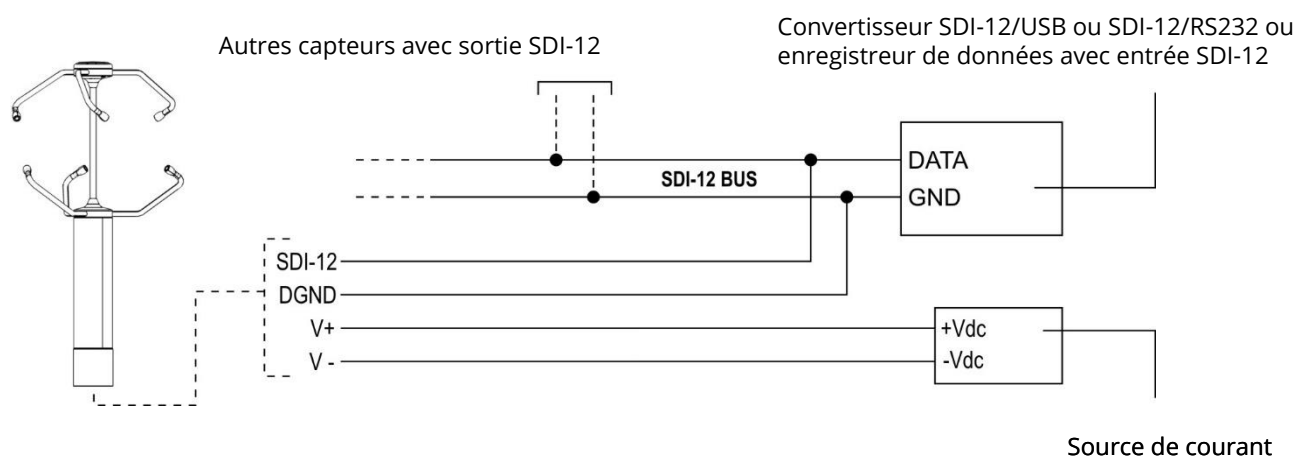 Convertisseur SDI-12/USB ou SDI-12/RS232 ou
enregistreur de données avec entrée SDI-12
Autres capteurs avec sortie SDI-12
DATA
SDI-12 BUS
GND
SDI-12
DGND
V+
+Vdc
V -
-Vdc
Source de courant